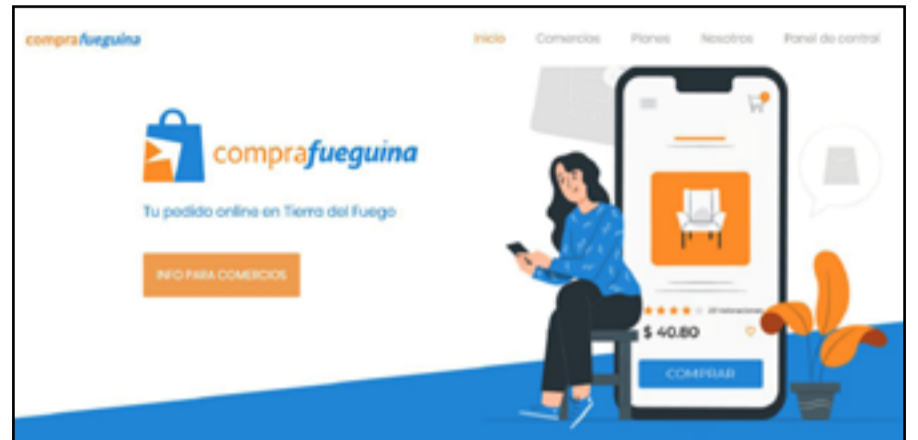 comprafueguina
Inicio Comercios Planes Nosotros Panel de control
comprafueguina
Tu pedido online en Tierra del Fuego
INFO PARA COMERCIOS
$ 40.80
COMPRAR